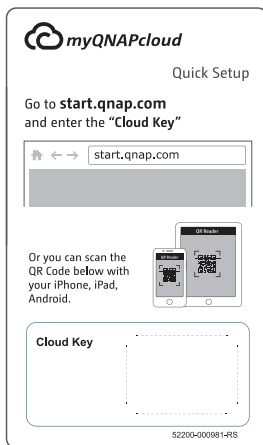 myQNAPcloud
Quick Setup
Go to start.qnap.com
and enter the “Cloud Key”
start.qnap.com
QR Reader
QR Reader
Or you can scan the
QR Code below with
your iPhone, iPad,
Android.
Cloud Key
52200-000981-RS